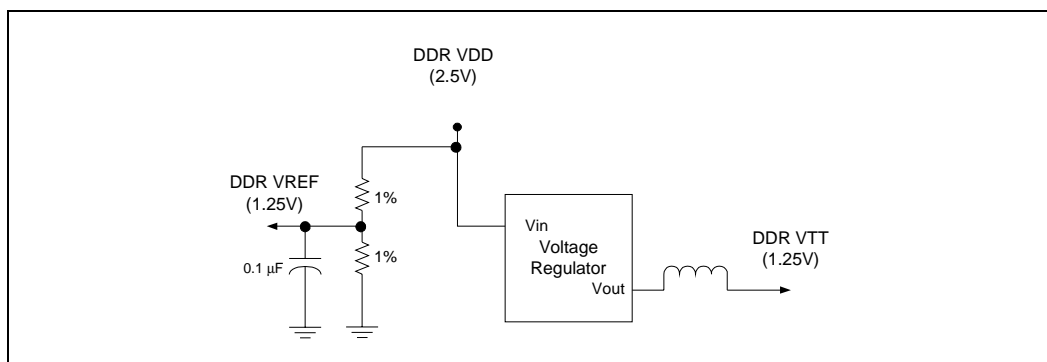 DDR VDD
(2.5V)
DDR VREF
(1.25V)
1%
1%
0.1 μF
Vin
Voltage
Regulator
Vout
DDR VTT
(1.25V)